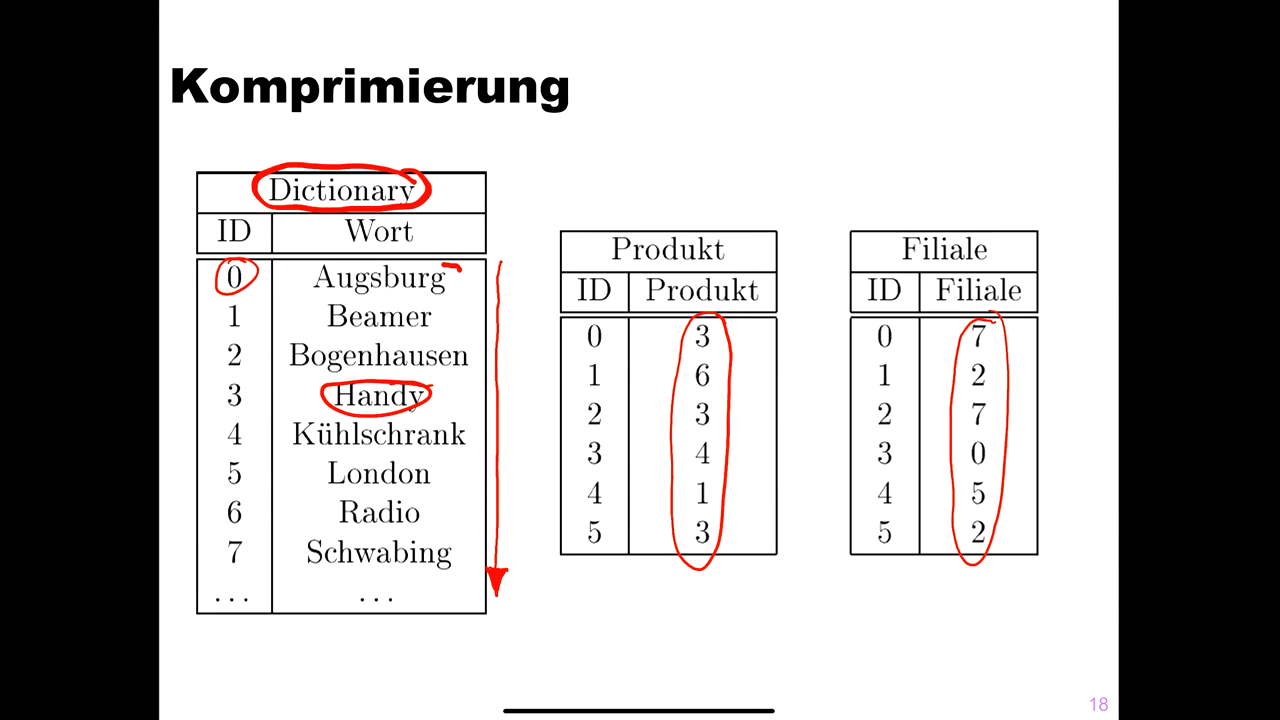 Komprimierung
Dictionary
ID Wort
0 Augsburg
1 Beamer
2 Bogenhausen
3 Handy
4 Kühlschrank
5 London
6 Radio
7 Schwabing
... ...
Produkt
ID Produkt
0 3
1 6
2 3
3 4
4 1
5 3
Filiale
ID Filiale
0 7
1 2
2 7
3 0
4 5
5 2
18